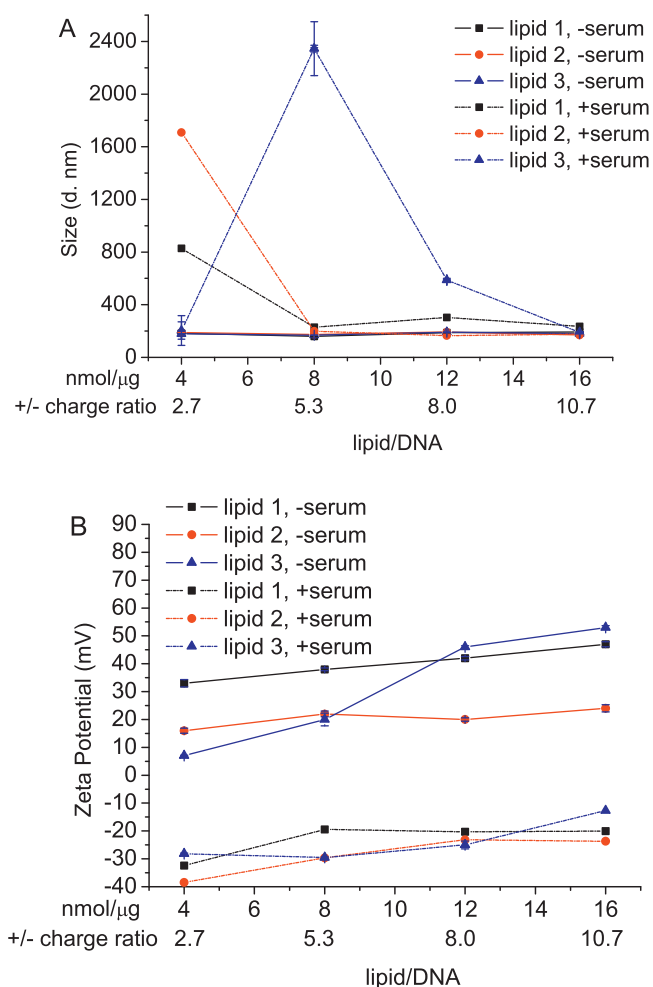 A
2400
2000
1600
1200
800
400
0
Size (d. nm)
lipid 1, -serum
lipid 2, -serum
lipid 3, -serum
lipid 1, +serum
lipid 2, +serum
lipid 3, +serum
nmol/μg 4 6 8 10 12 14 16
+/- charge ratio 2.7 5.3 8.0 10.7
lipid/DNA
B
90
80
70
60
50
40
30
20
10
0
-10
-20
-30
-40
Zeta Potential (mV)
lipid 1, -serum
lipid 2, -serum
lipid 3, -serum
lipid 1, +serum
lipid 2, +serum
lipid 3, +serum
nmol/μg 4 6 8 10 12 14 16
+/- charge ratio 2.7 5.3 8.0 10.7
lipid/DNA